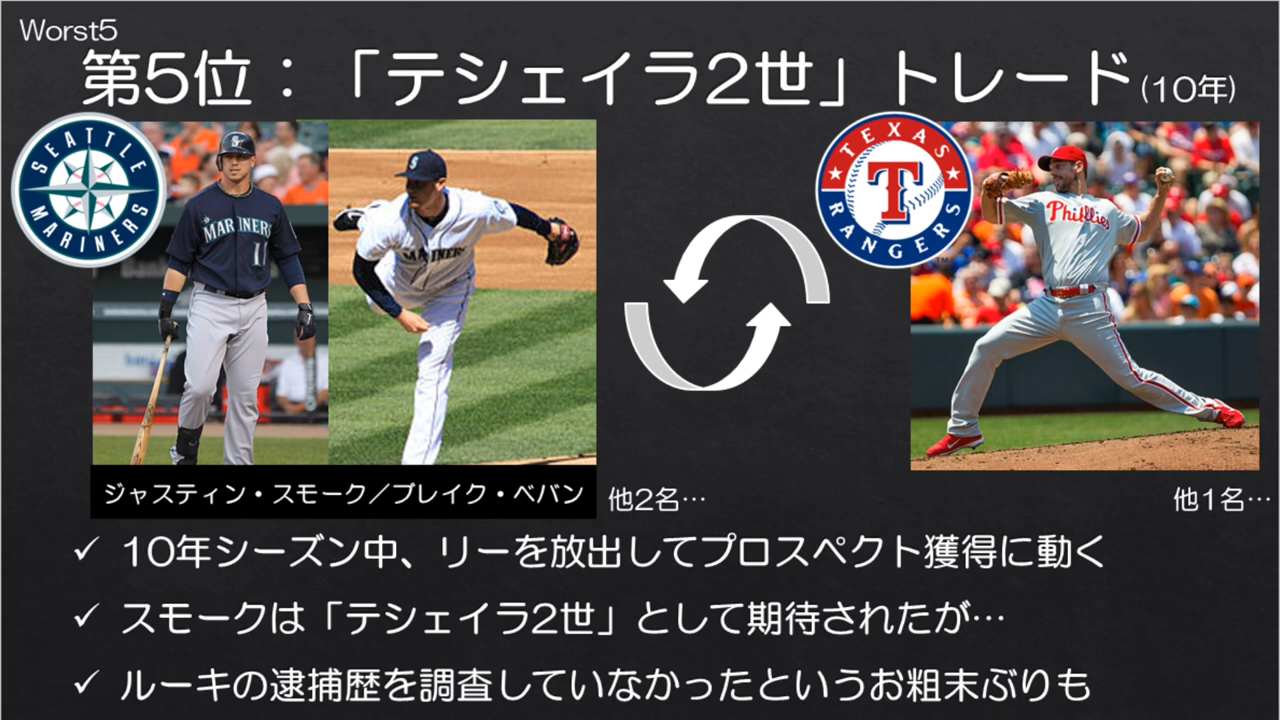 Worst5
第5位：「テシェイラ2世」トレード(10年)
SEATTLE
MARINERS
MARINERS
11
S
MARINERS
TEXAS
T
RANGERS
TM
Phillies
ジャスティン・スモーク／ブレイク・ベバン
他2名…
他1名…
✓ 10年シーズン中、リーを放出してプロスペクト獲得に動く
✓ スモークは「テシェイラ2世」として期待されたが…
✓ ルーキの逮捕歴を調査していなかったというお粗末ぶりも